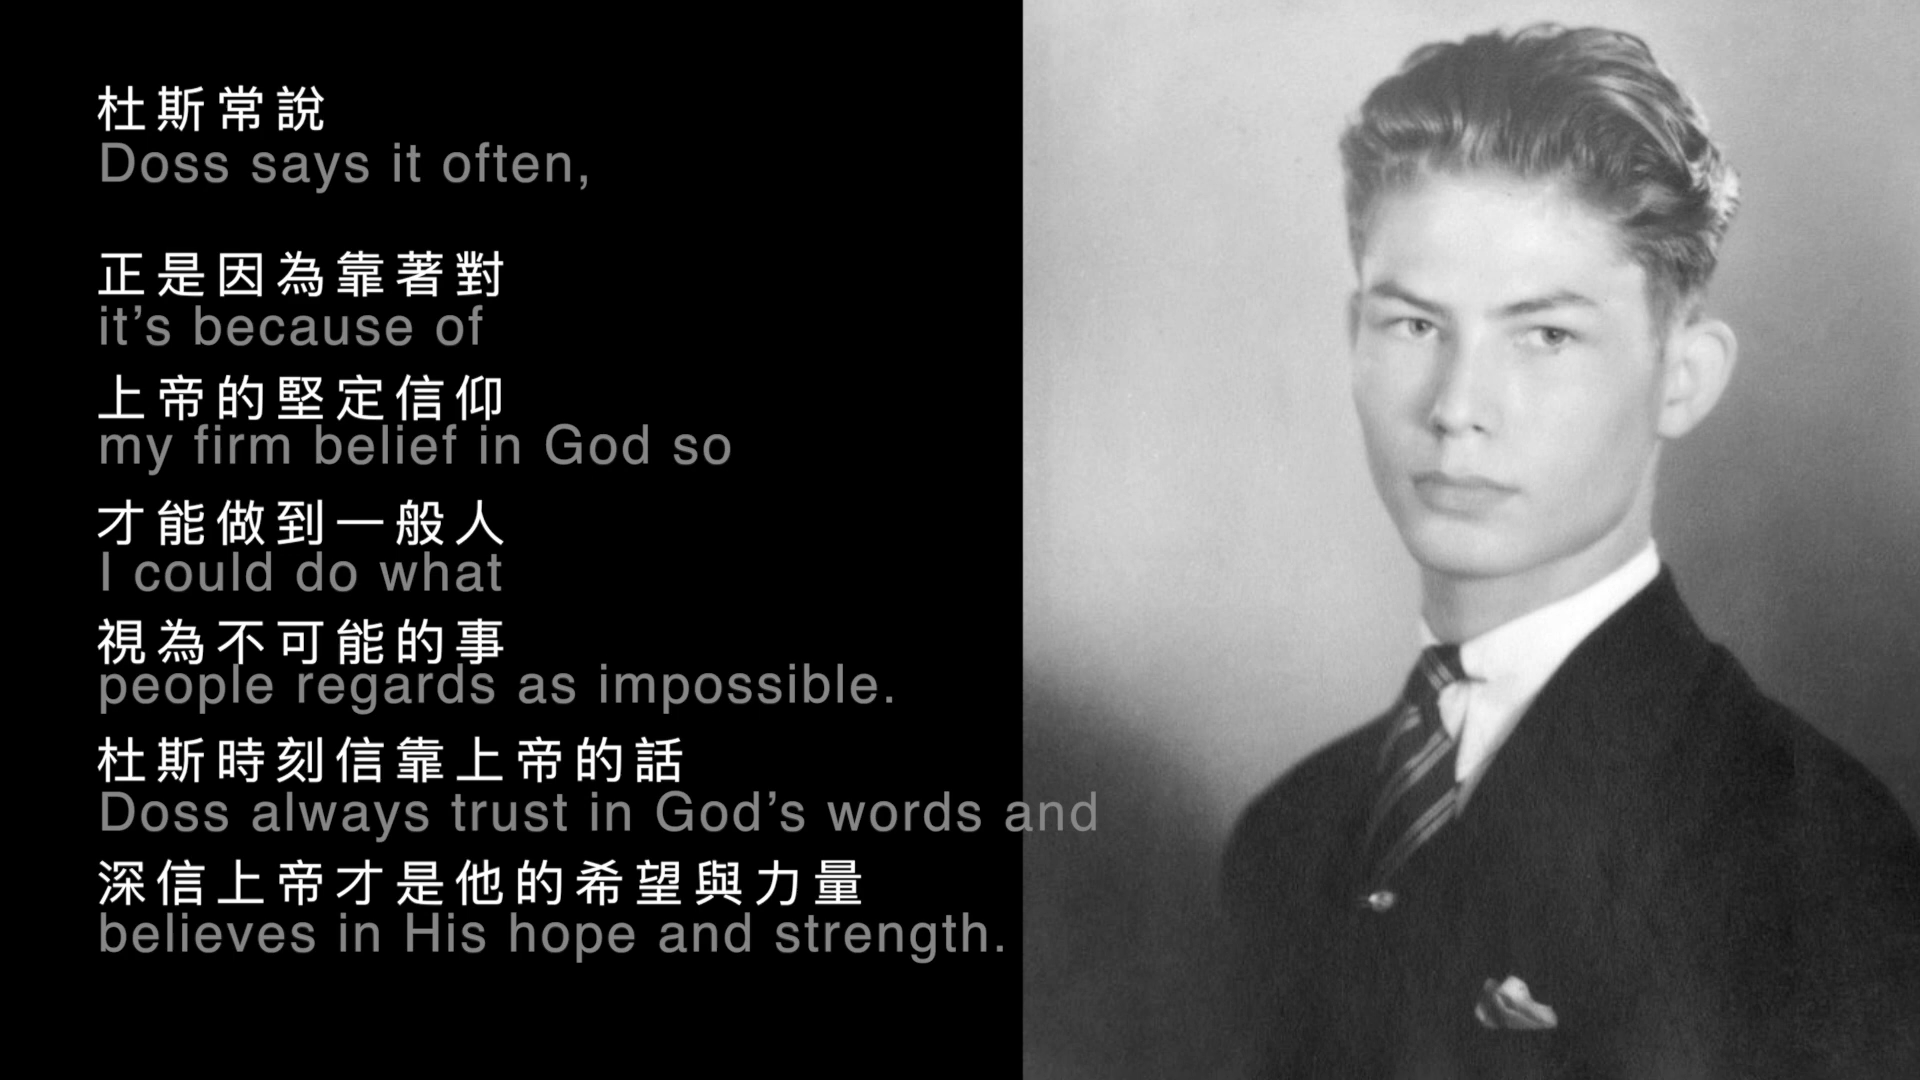 杜斯常說
Doss says it often,
正是因為靠著對
it’s because of
上帝的堅定信仰
my firm belief in God so
才能做到一般人
I could do what
視為不可能的事
people regards as impossible.
杜斯時刻信靠上帝的話
Doss always trust in God’s words and
深信上帝才是他的希望與力量
believes in His hope and strength.